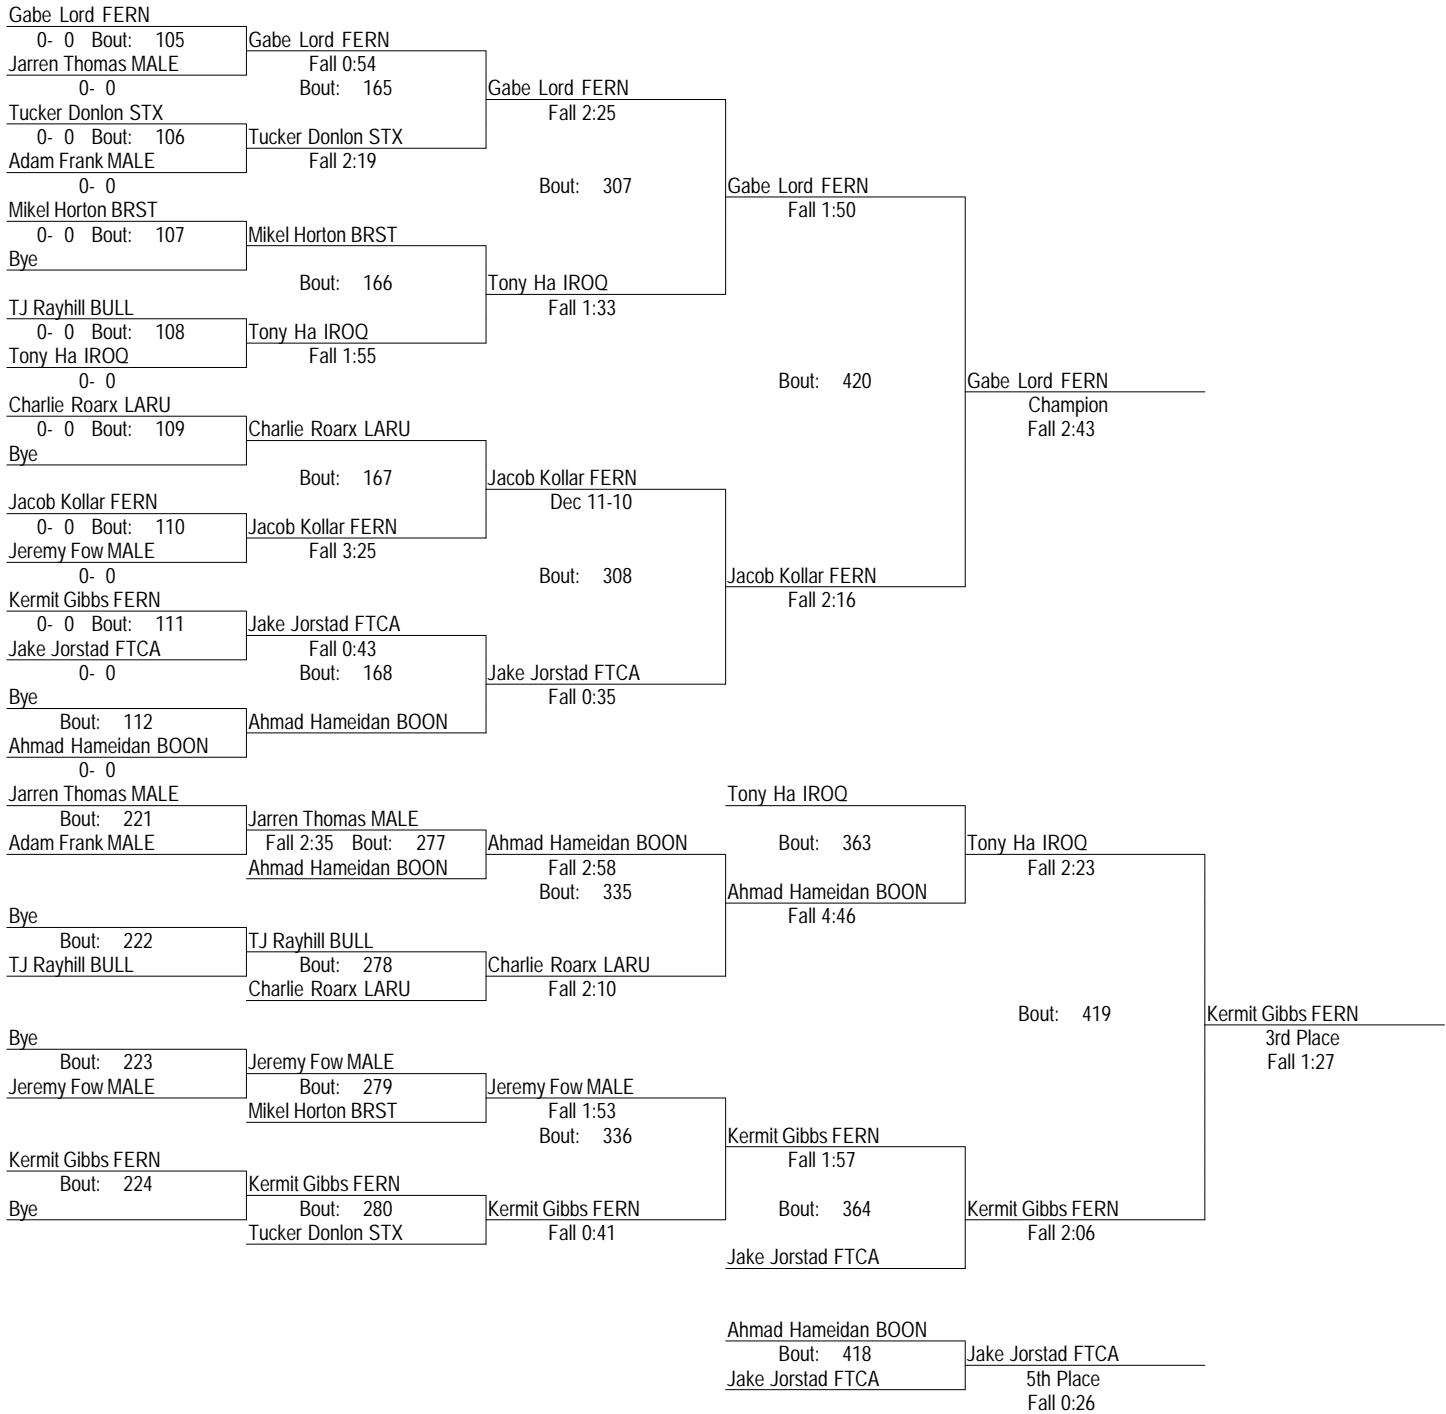 Gabe Lord FERN
0- 0 Bout: 105 Gabe Lord FERN
Jarren Thomas MALE Fall 0:54
0- 0 Bout: 165 Gabe Lord FERN
Tucker Donlon STX Fall 2:25
0- 0 Bout: 106 Tucker Donlon STX
Adam Frank MALE Fall 2:19
0- 0 Bout: 307 Gabe Lord FERN
Mikel Horton BRST Fall 1:50
0- 0 Bout: 107 Mikel Horton BRST
Bye
Bout: 166 Tony Ha IROQ
TJ Rayhill BULL Fall 1:33
0- 0 Bout: 108 Tony Ha IROQ
Tony Ha IROQ Fall 1:55
0- 0 Bout: 420 Gabe Lord FERN
Charlie Roarx LARU Champion
0- 0 Bout: 109 Charlie Roarx LARU Fall 2:43
Bye
Bout: 167 Jacob Kollar FERN
Jacob Kollar FERN Dec 11-10
0- 0 Bout: 110 Jacob Kollar FERN
Jeremy Fow MALE Fall 3:25
0- 0 Bout: 308 Jacob Kollar FERN
Kermit Gibbs FERN Fall 2:16
0- 0 Bout: 111 Jake Jorstad FTCA
Jake Jorstad FTCA Fall 0:43
0- 0 Bout: 168 Jake Jorstad FTCA
Bye Fall 0:35
Bout: 112 Ahmad Hameidan BOON
Ahmad Hameidan BOON
0- 0
Jarren Thomas MALE Tony Ha IROQ
Bout: 221 Jarren Thomas MALE
Adam Frank MALE Fall 2:35 Bout: 277 Ahmad Hameidan BOON Bout: 363 Tony Ha IROQ
Ahmad Hameidan BOON Fall 2:58 Fall 2:23
Bout: 335 Ahmad Hameidan BOON
Bye Fall 4:46
Bout: 222 TJ Rayhill BULL
TJ Rayhill BULL Bout: 278 Charlie Roarx LARU
Charlie Roarx LARU Fall 2:10
Bout: 419 Kermit Gibbs FERN
Bye 3rd Place
Bout: 223 Jeremy Fow MALE Fall 1:27
Jeremy Fow MALE Bout: 279 Jeremy Fow MALE
Mikel Horton BRST Fall 1:53
Bout: 336 Kermit Gibbs FERN
Kermit Gibbs FERN Fall 1:57
Bout: 224 Kermit Gibbs FERN
Bye Bout: 280 Kermit Gibbs FERN Bout: 364 Kermit Gibbs FERN
Tucker Donlon STX Fall 0:41 Fall 2:06
Jake Jorstad FTCA
Ahmad Hameidan BOON
Bout: 418 Jake Jorstad FTCA
Jake Jorstad FTCA 5th Place
Fall 0:26